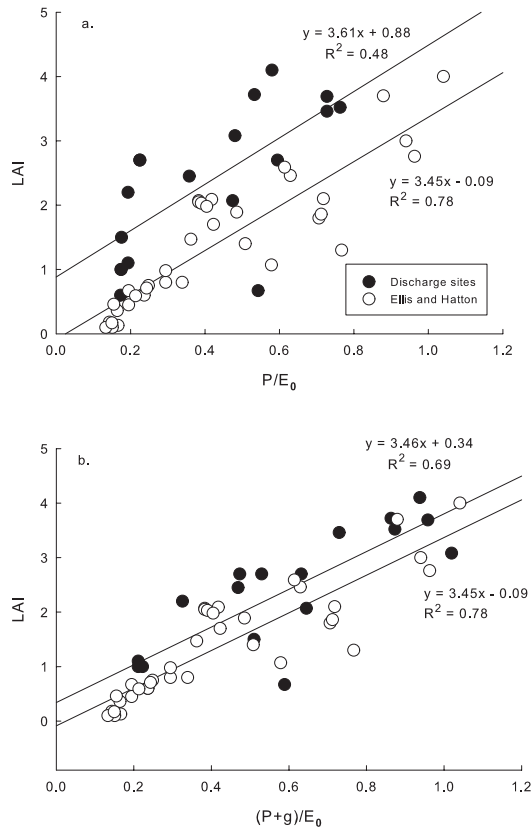 a.
y = 3.61x + 0.88
R² = 0.48
y = 3.45x - 0.09
R² = 0.78
Discharge sites
Ellis and Hatton
LAI
5
4
3
2
1
0
0.0 0.2 0.4 0.6 0.8 1.0 1.2
P/E₀
b.
y = 3.46x + 0.34
R² = 0.69
y = 3.45x - 0.09
R² = 0.78
LAI
5
4
3
2
1
0
0.0 0.2 0.4 0.6 0.8 1.0 1.2
(P+g)/E₀